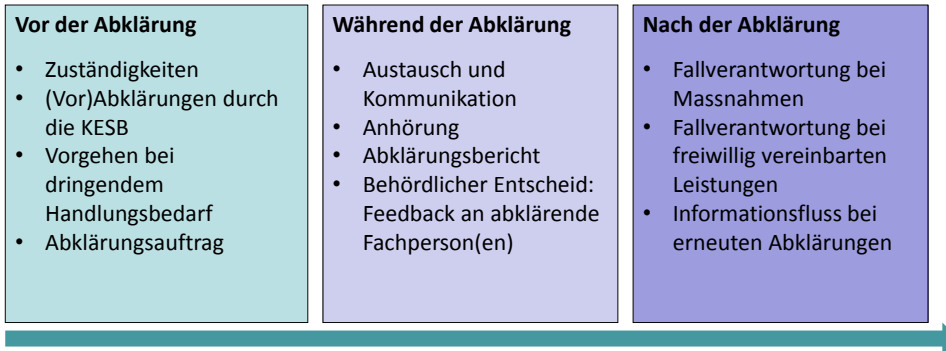 Vor der Abklärung
• Zuständigkeiten
• (Vor)Abklärungen durch
die KESB
• Vorgehen bei
dringendem
Handlungsbedarf
• Abklärungsauftrag
Während der Abklärung
• Austausch und
Kommunikation
• Anhörung
• Abklärungsbericht
• Behördlicher Entscheid:
Feedback an abklärende
Fachperson(en)
Nach der Abklärung
• Fallverantwortung bei
Massnahmen
• Fallverantwortung bei
freiwillig vereinbarten
Leistungen
• Informationsfluss bei
erneuten Abklärungen